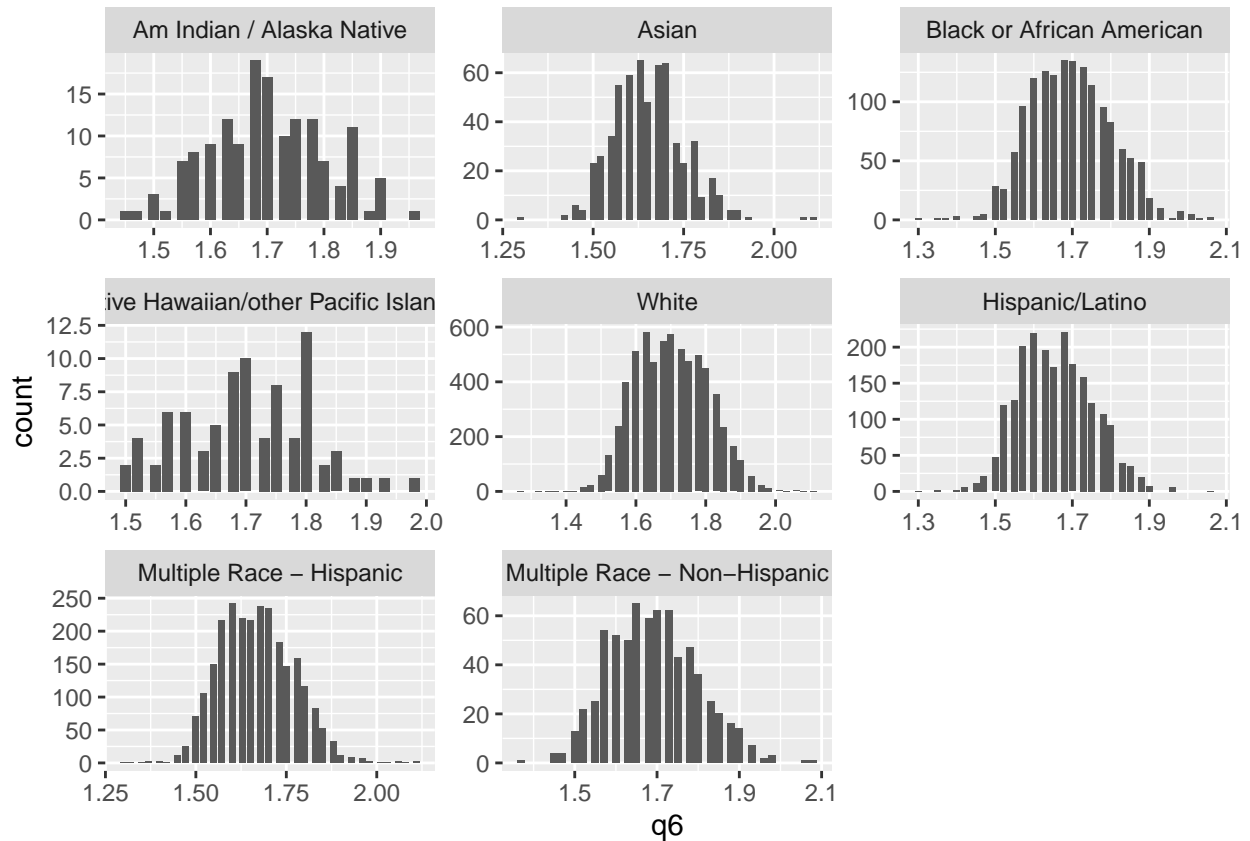 Am Indian / Alaska Native
Asian
Black or African American
15
10
5
0
1.5 1.6 1.7 1.8 1.9
60
40
20
0
1.25 1.50 1.75 2.00
100
50
0
1.3 1.5 1.7 1.9 2.1
tive Hawaiian/other Pacific Islan
White
Hispanic/Latino
count
12.5
10.0
7.5
5.0
2.5
0.0
1.5 1.6 1.7 1.8 1.9 2.0
600
400
200
0
1.4 1.6 1.8 2.0
200
150
100
50
0
1.3 1.5 1.7 1.9 2.1
Multiple Race − Hispanic
Multiple Race − Non−Hispanic
250
200
150
100
50
0
1.25 1.50 1.75 2.00
60
40
20
0
1.5 1.7 1.9 2.1
q6